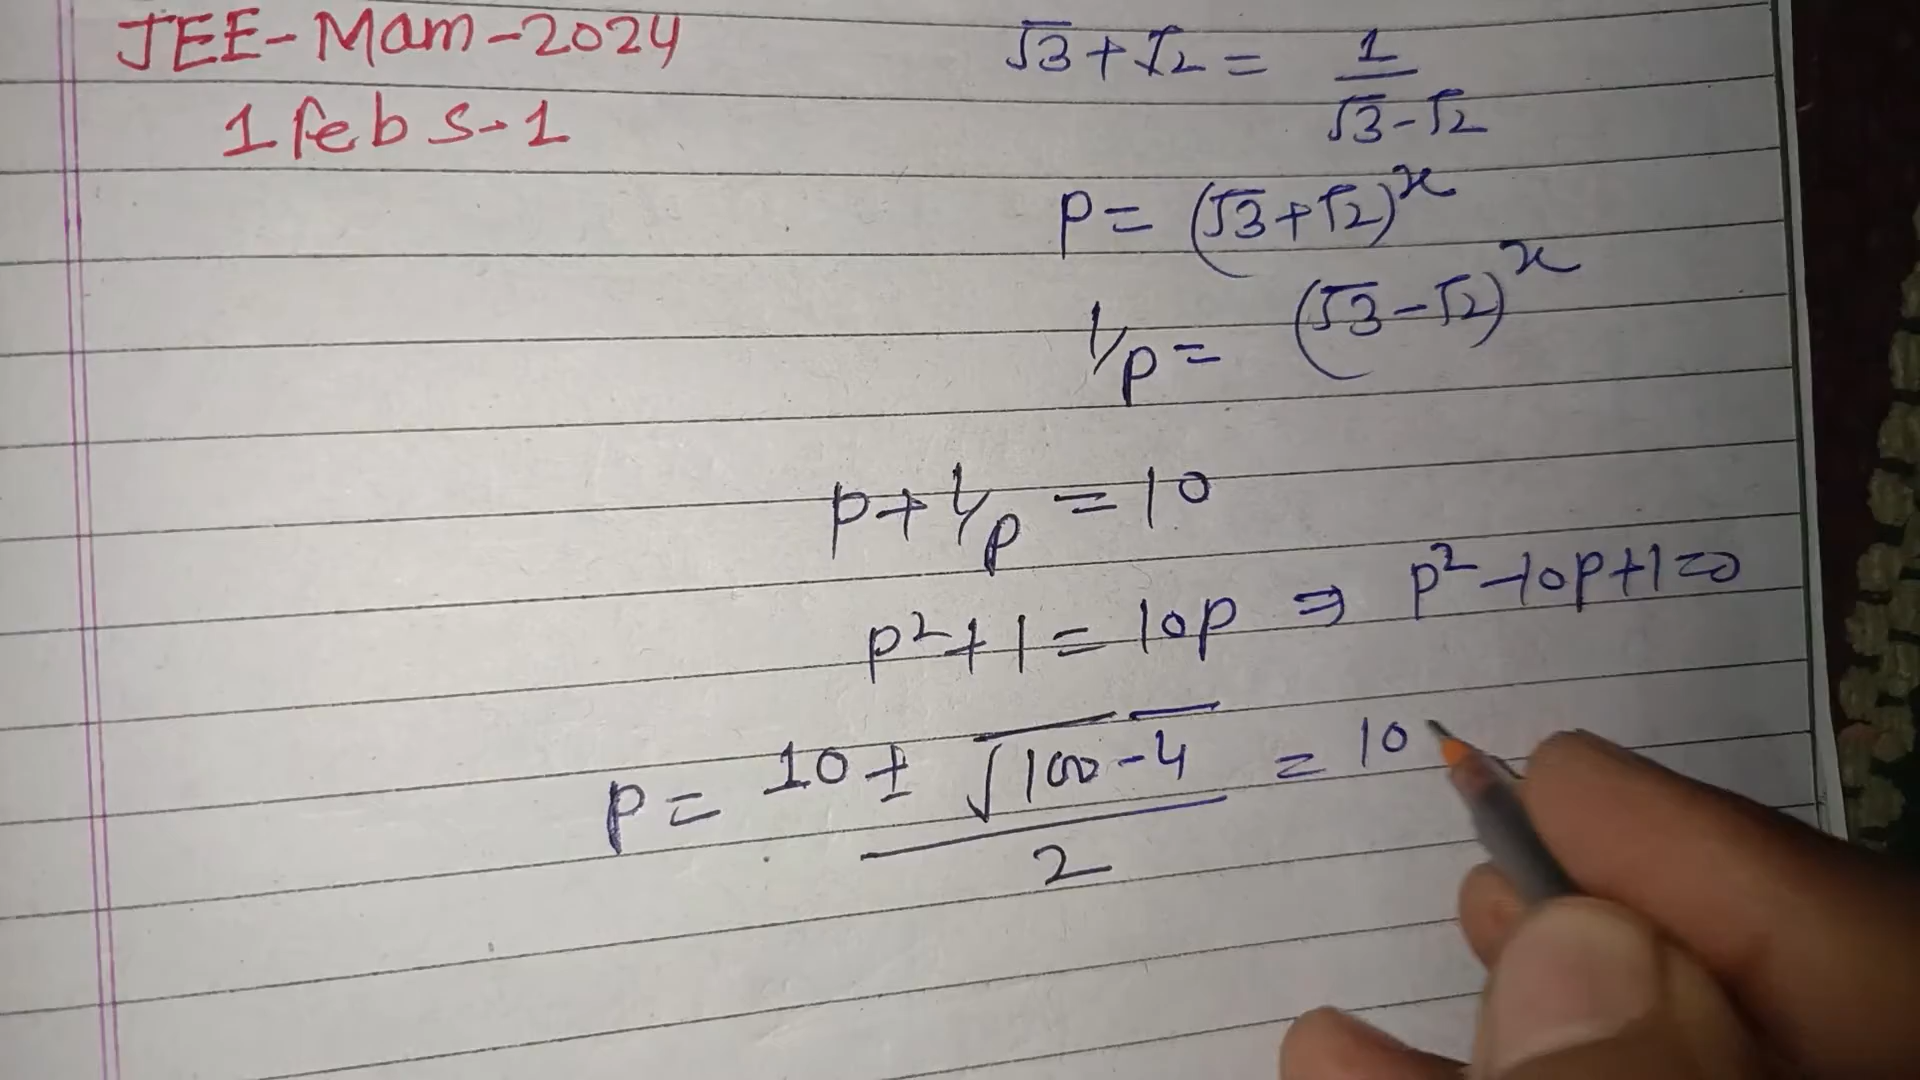 JEE-Mam-2024
1 Feb S-1
√3+√2 = 1/(√3-√2)
P = (√3+√2)^x
1/p = (√3-√2)^x
p+1/p = 10
p²+1 = 10p ⇒ p²-10p+1=0
p = (10 ± √(100-4))/2 = 10